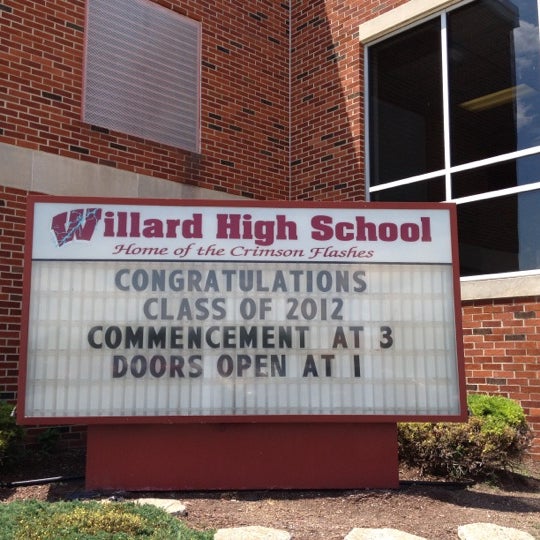 Willard High School
Home of the Crimson Flashes
CONGRATULATIONS
CLASS OF 2012
COMMENCEMENT AT 3
DOORS OPEN AT 1